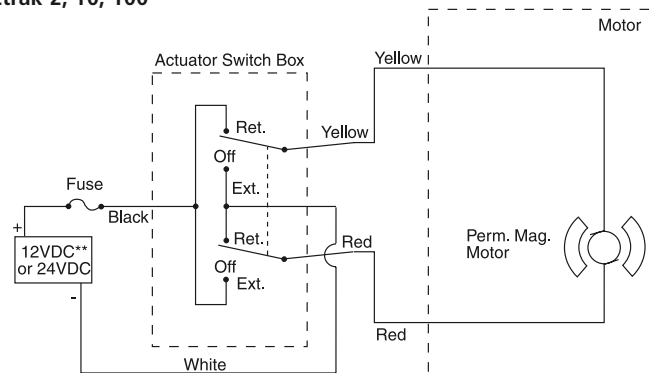 trak 2, 10, 100
Motor
Actuator Switch Box
Yellow
Ret.
Yellow
Off
Fuse
Ext.
+
Black
12VDC**
or 24VDC
Ret.
Red
Perm. Mag.
Motor
Off
-
Ext.
Red
White